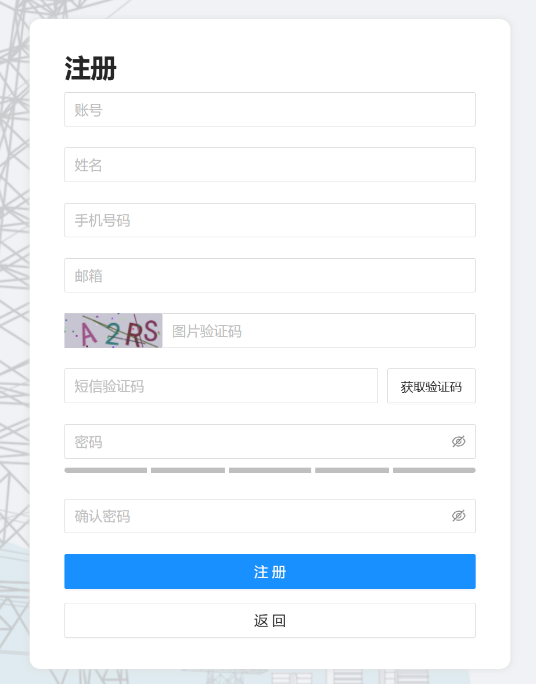 注册
账号
姓名
手机号码
邮箱
A2RS 图片验证码
短信验证码 获取验证码
密码
确认密码
注 册
返 回